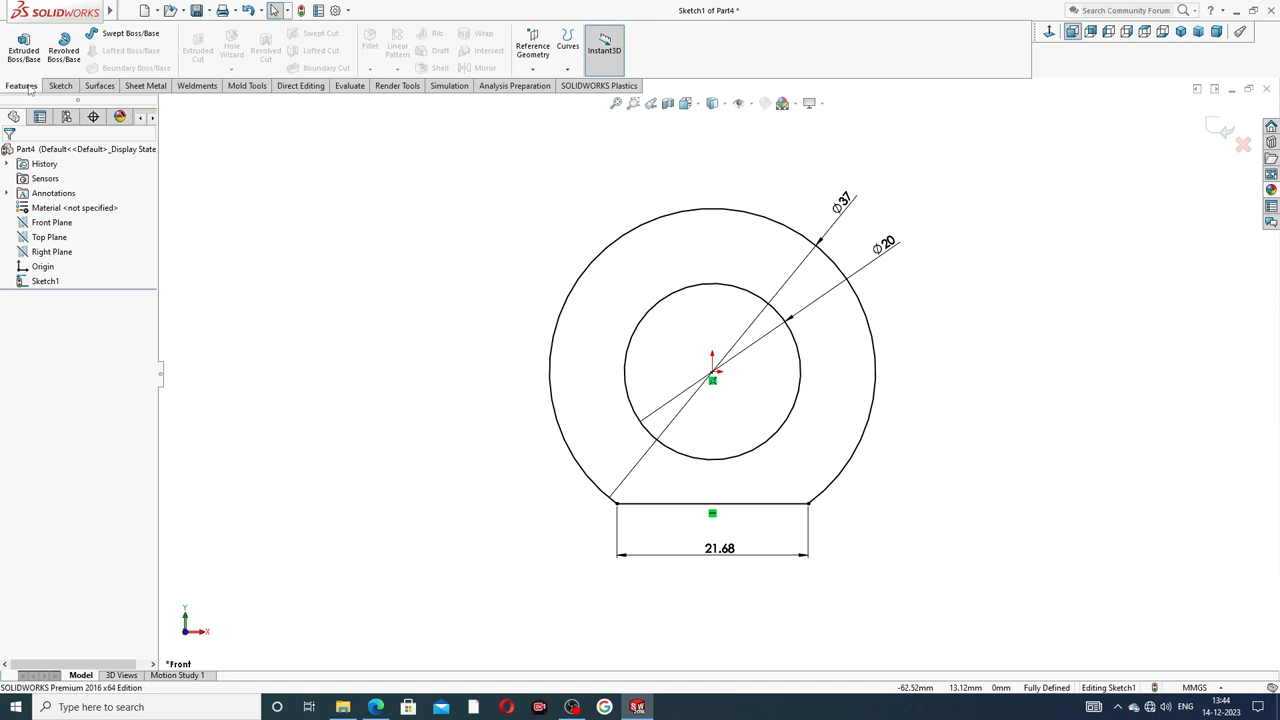 SOLIDWORKS
Sketch1 of Part4 *
Search Community Forum
Extruded Boss/Base
Revolved Boss/Base
Swept Boss/Base
Lofted Boss/Base
Boundary Boss/Base
Extruded Cut
Hole Wizard
Revolved Cut
Swept Cut
Lofted Cut
Boundary Cut
Fillet
Linear Pattern
Rib
Draft
Shell
Wrap
Intersect
Mirror
Reference Geometry
Curves
Instant3D
Features
Sketch
Surfaces
Sheet Metal
Weldments
Mold Tools
Direct Editing
Evaluate
Render Tools
Simulation
Analysis Preparation
SOLIDWORKS Plastics
Part4 (Default<<Default>_Display State
History
Sensors
Annotations
Material <not specified>
Front Plane
Top Plane
Right Plane
Origin
Sketch1
Ø37
Ø20
21.68
Y
X
*Front
Model
3D Views
Motion Study 1
SOLIDWORKS Premium 2016 x64 Edition
-62.52mm
13.12mm
0mm
Fully Defined
Editing Sketch1
MMGS
Type here to search
ENG
13:44
14-12-2023